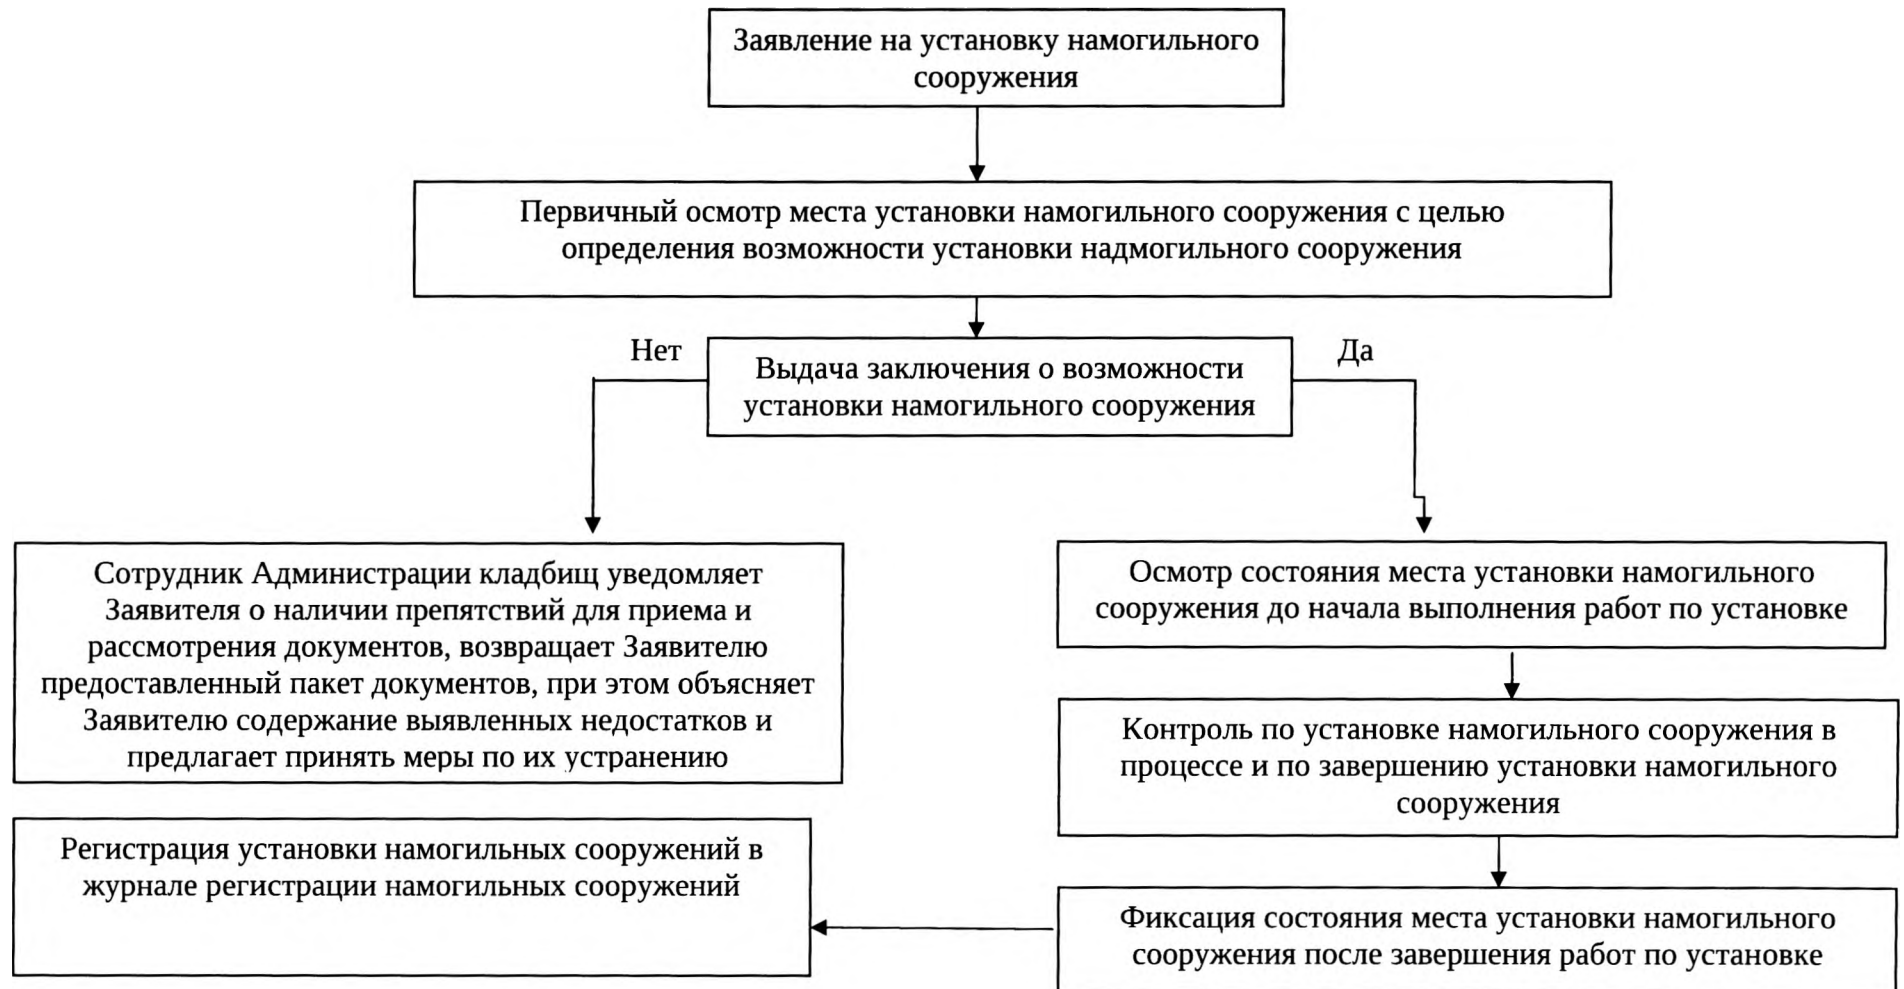 Заявление на установку намогильного
сооружения
Первичный осмотр места установки намогильного сооружения с целью
определения возможности установки надмогильного сооружения
Нет
Выдача заключения о возможности
установки намогильного сооружения
Да
Сотрудник Администрации кладбищ уведомляет
Заявителя о наличии препятствий для приема и
рассмотрения документов, возвращает Заявителю
предоставленный пакет документов, при этом объясняет
Заявителю содержание выявленных недостатков и
предлагает принять меры по их устранению
Осмотр состояния места установки намогильного
сооружения до начала выполнения работ по установке
Контроль по установке намогильного сооружения в
процессе и по завершению установки намогильного
сооружения
Регистрация установки намогильных сооружений в
журнале регистрации намогильных сооружений
Фиксация состояния места установки намогильного
сооружения после завершения работ по установке